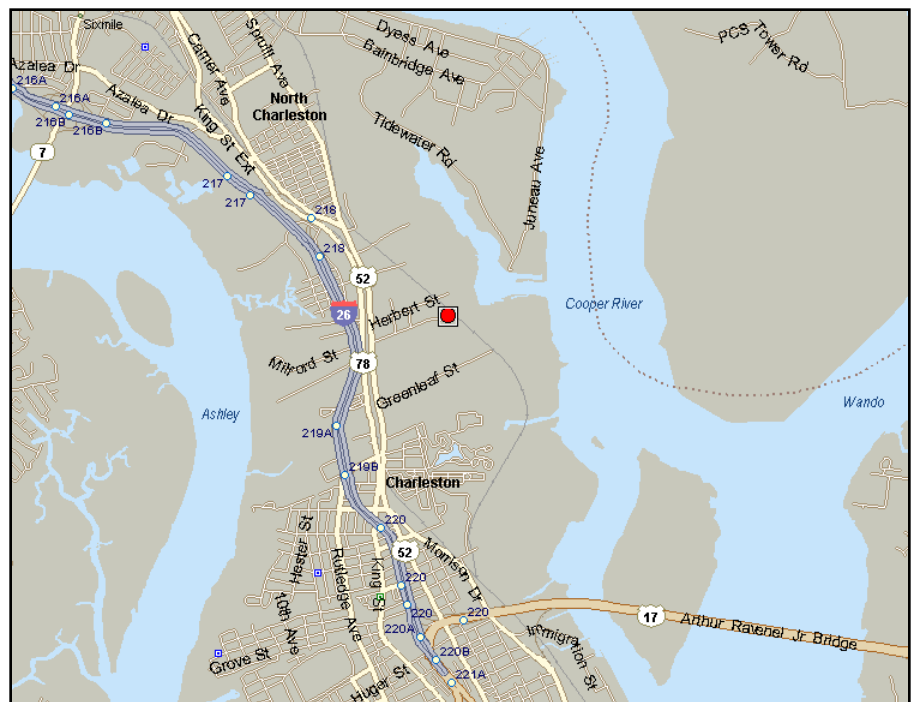 Sixmile
Dyess Ave
Bainbridge Ave
PCS Tower Rd
Azalea Dr
216A
Carner Ave
Spruill Ave
216A
Azalea Dr
North
Charleston
216B
216B
King St Ext
Tidewater Rd
7
Juneau Ave
217
217
218
218
52
Cooper River
Herbert St
26
Milford St
78
Greenleaf St
Wando
Ashley
219A
219B
Charleston
220
52
Hester St
Rutledge Ave
King St
Morrison Dr
220
220
220
10th Ave
17
Arthur Ravenel Jr Bridge
220A
Immigration St
Grove St
220B
Huger St
221A